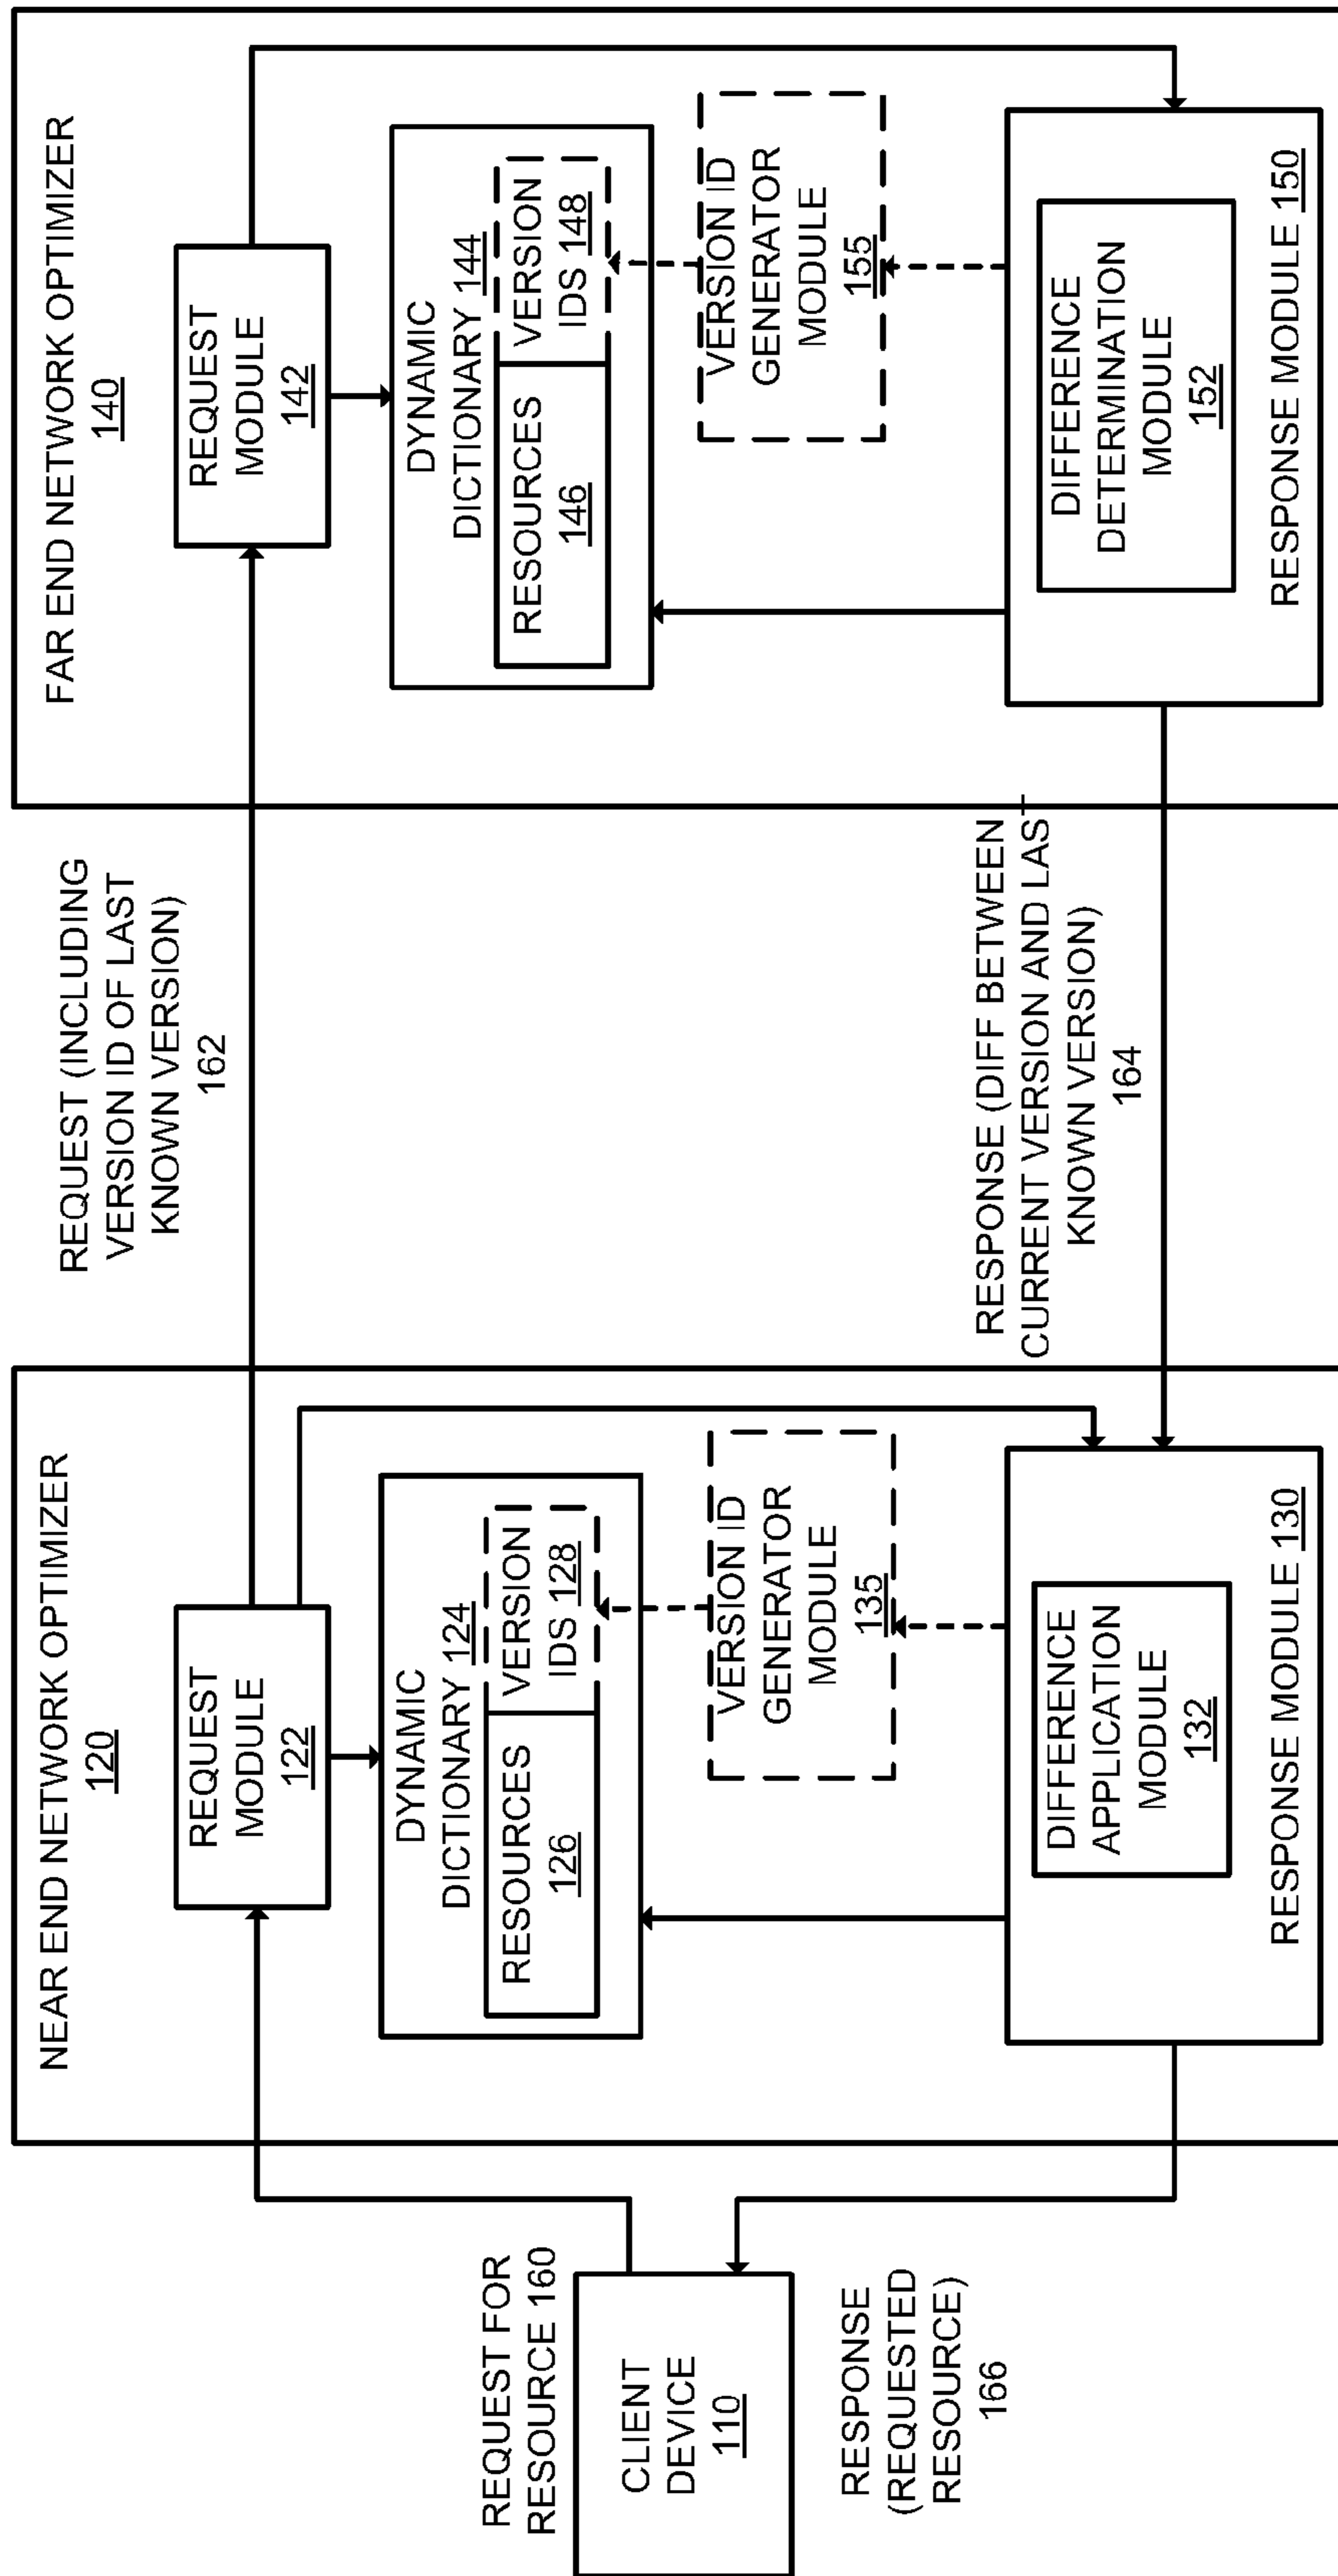 REQUEST FOR
RESOURCE 160
CLIENT
DEVICE
110
RESPONSE
(REQUESTED
RESOURCE)
166
NEAR END NETWORK OPTIMIZER
120
REQUEST
MODULE
122
DYNAMIC
DICTIONARY 124
RESOURCES
126
VERSION
IDS 128
VERSION ID
GENERATOR
MODULE
135
DIFFERENCE
APPLICATION
MODULE
132
RESPONSE MODULE 130
REQUEST (INCLUDING
VERSION ID OF LAST
KNOWN VERSION)
162
RESPONSE (DIFF BETWEEN
CURRENT VERSION AND LAST
KNOWN VERSION)
164
FAR END NETWORK OPTIMIZER
140
REQUEST
MODULE
142
DYNAMIC
DICTIONARY 144
RESOURCES
146
VERSION
IDS 148
VERSION ID
GENERATOR
MODULE
155
DIFFERENCE
DETERMINATION
MODULE
152
RESPONSE MODULE 150